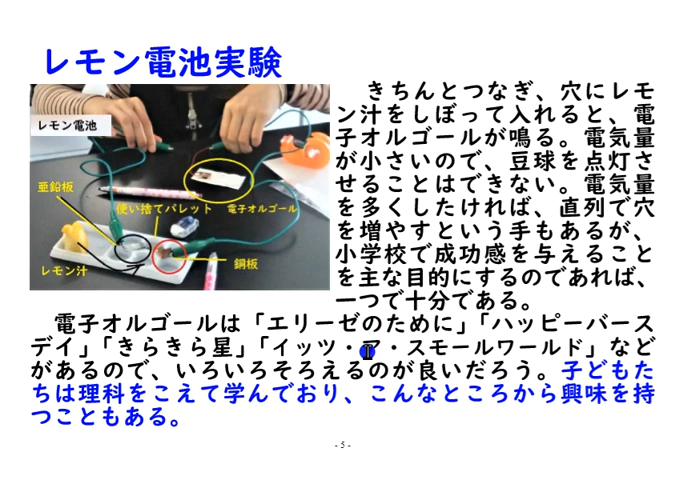 レモン電池実験
きちんとつなぎ、穴にレモ
ン汁をしぼって入れると、電
子オルゴールが鳴る。電気量
が小さいので、豆球を点灯さ
せることはできない。電気量
を多くしたければ、直列で穴
を増やすという手もあるが、
小学校で成功感を与えること
を主な目的にするのであれば、
一つで十分である。
レモン電池
亜鉛板
使い捨てパレット
電子オルゴール
レモン汁
銅板
電子オルゴールは「エリーゼのために」「ハッピーバース
デイ」「きらきら星」「イッツ・ア・スモールワールド」など
があるので、いろいろそろえるのが良いだろう。子どもた
ちは理科をこえて学んでおり、こんなところから興味を持
つこともある。
- 5 -